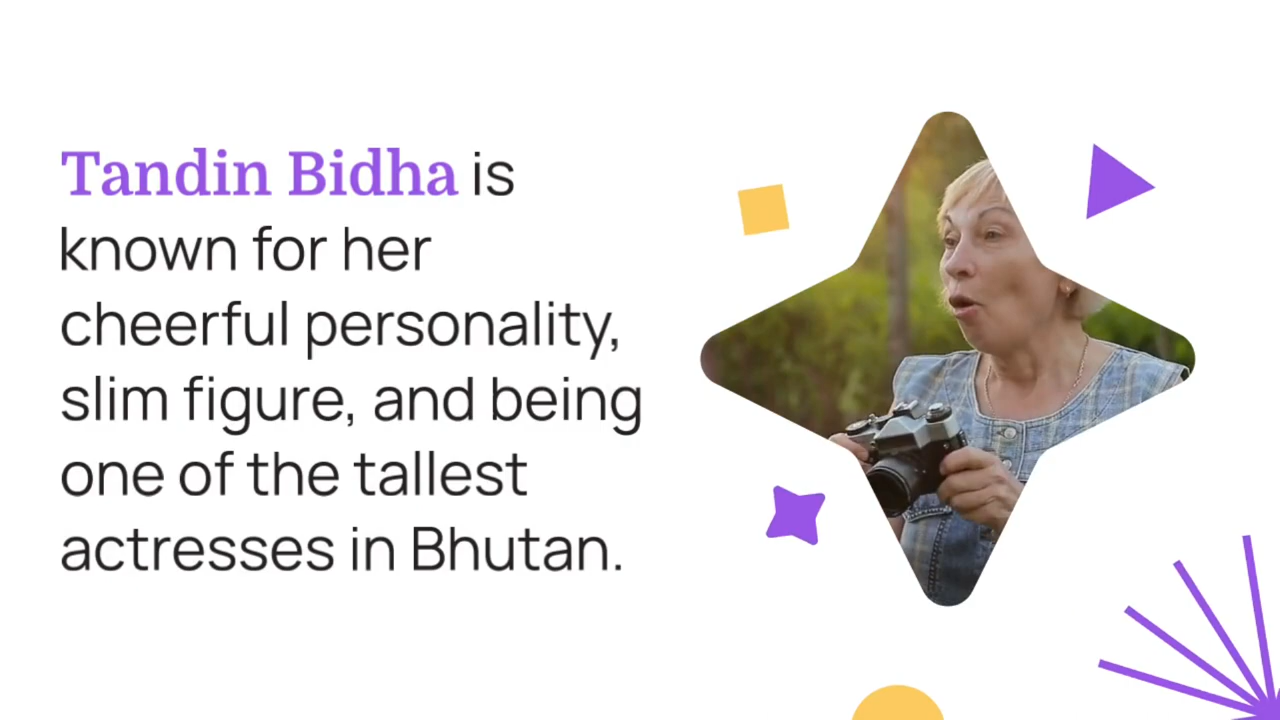 Tandin Bidha is
known for her
cheerful personality,
slim figure, and being
one of the tallest
actresses in Bhutan.